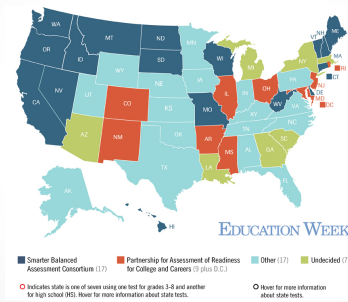 WA
MT
ND
MN
VT
NH
ME
OR
ID
SD
WI
MI
NY
MA
RI
CT
WY
IA
PA
NJ
DE
MD
DC
NV
UT
NE
IL
IN
OH
WV
VA
CA
CO
KS
MO
KY
AZ
NM
OK
AR
TN
NC
SC
MS
AL
GA
TX
LA
FL
AK
HI
EDUCATION WEEK
Smarter Balanced Assessment Consortium (17)
Partnership for Assessment of Readiness for College and Careers (9 plus D.C.)
Other (17)
Undecided (7
Indicates state is one of seven using one test for grades 3-8 and another
for high school (HS). Hover for more information about state tests.
Hover for more information
about state tests.